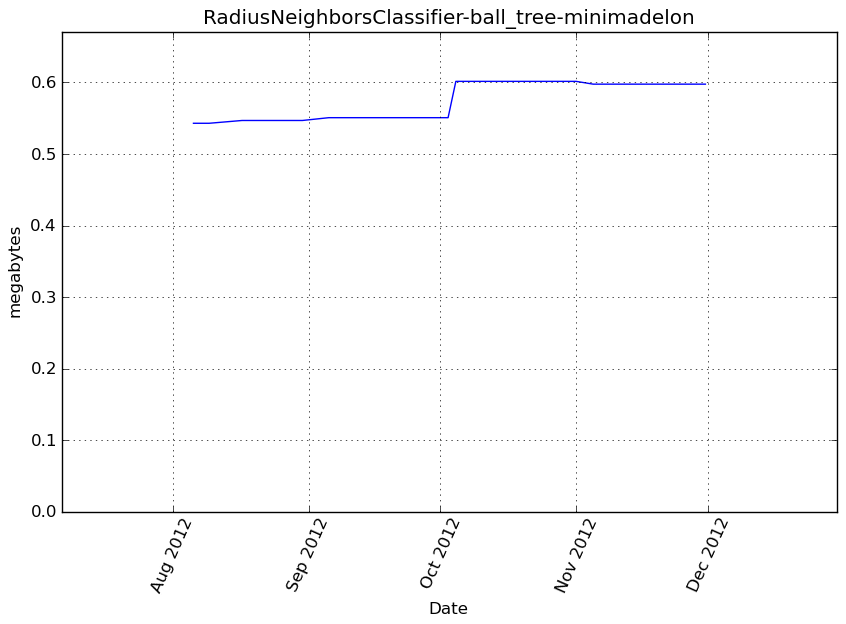 RadiusNeighborsClassifier-ball_tree-minimadelon
0.6
0.5
0.4
0.3
0.2
0.1
0.0
megabytes
Aug 2012
Sep 2012
Oct 2012
Nov 2012
Dec 2012
Date